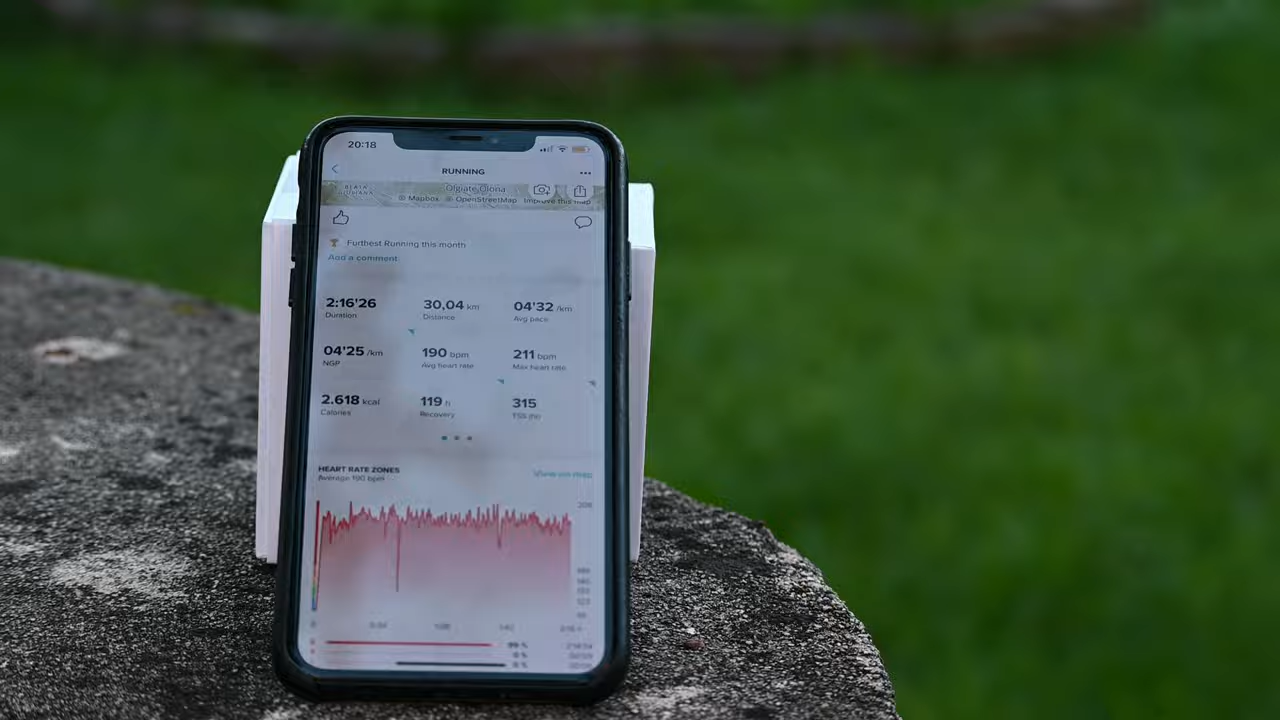 20:18
RUNNING
Olgiate Olona
Mapbox © OpenStreetMap Improve this map
Furthest Running this month
Add a comment
2:16'26 30,04 km 04'32 /km
Duration Distance Avg pace
04'25 /km 190 bpm 211 bpm
NGP Avg heart rate Max heart rate
2.618 kcal 119 h 315
Calories Recovery TSS (hr)
HEART RATE ZONES
Average 190 bpm View on map